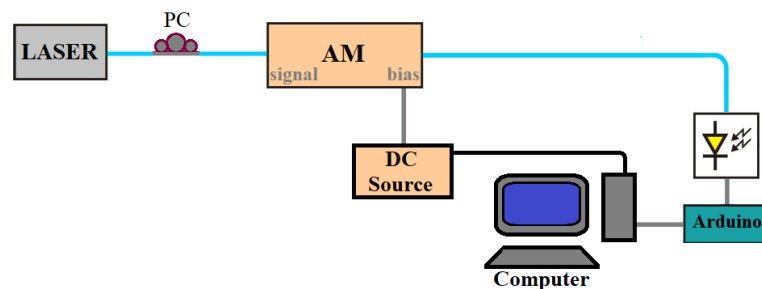 PC
LASER
AM
signal
bias
DC
Source
Arduino
Computer